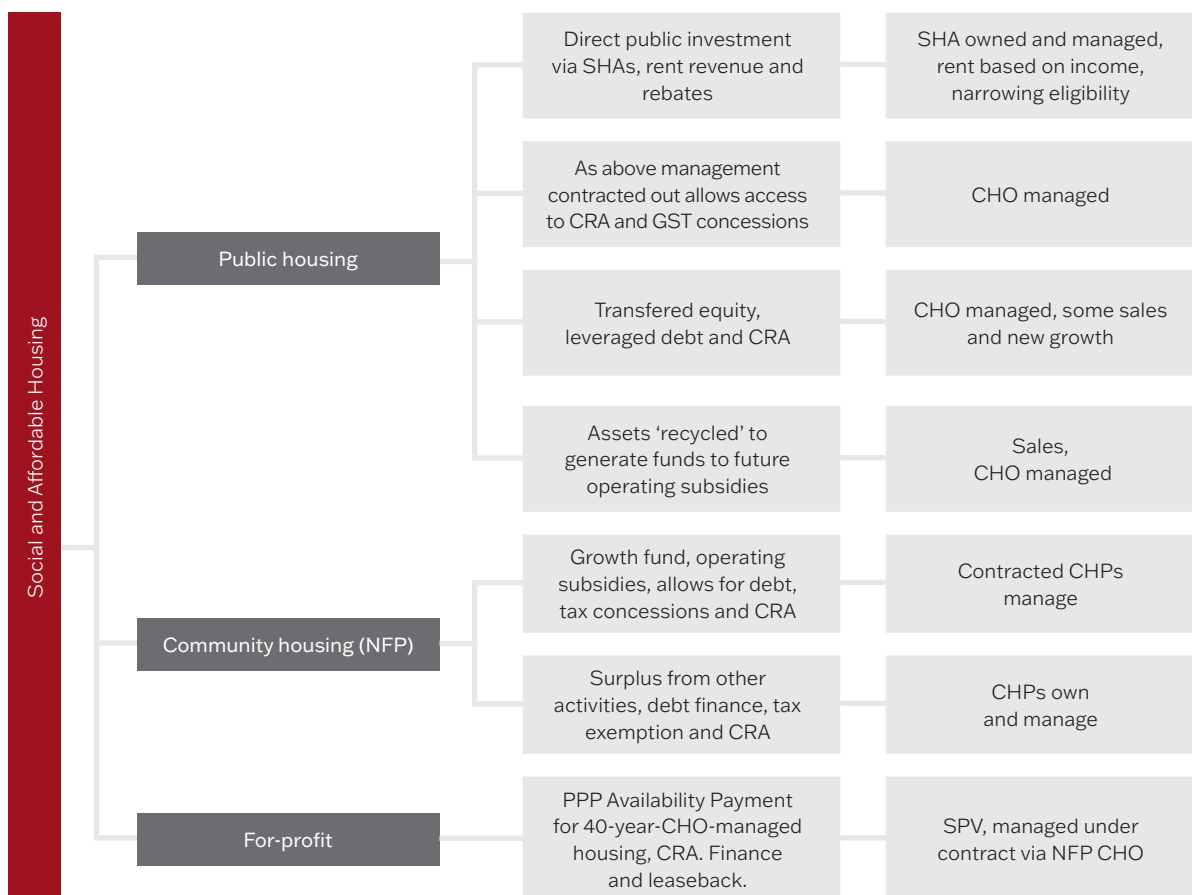 Social and Affordable Housing
Public housing
Direct public investment
via SHAs, rent revenue and
rebates
SHA owned and managed,
rent based on income,
narrowing eligibility
As above management
contracted out allows access
to CRA and GST concessions
CHO managed
Transfered equity,
leveraged debt and CRA
CHO managed, some sales
and new growth
Assets ‘recycled’ to
generate funds to future
operating subsidies
Sales,
CHO managed
Community housing (NFP)
Growth fund, operating
subsidies, allows for debt,
tax concessions and CRA
Contracted CHPs
manage
Surplus from other
activities, debt finance, tax
exemption and CRA
CHPs own
and manage
For-profit
PPP Availability Payment
for 40-year-CHO-managed
housing, CRA. Finance
and leaseback.
SPV, managed under
contract via NFP CHO